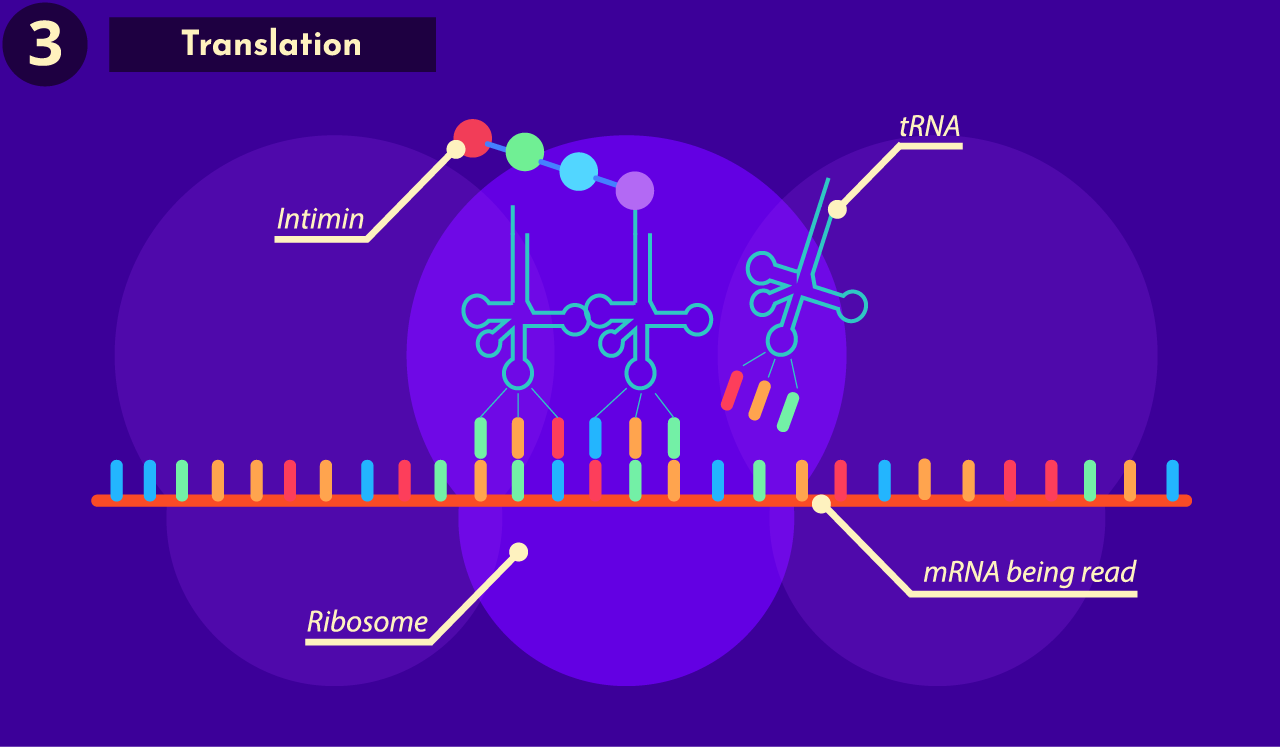 3
Translation
tRNA
Intimin
mRNA being read
Ribosome